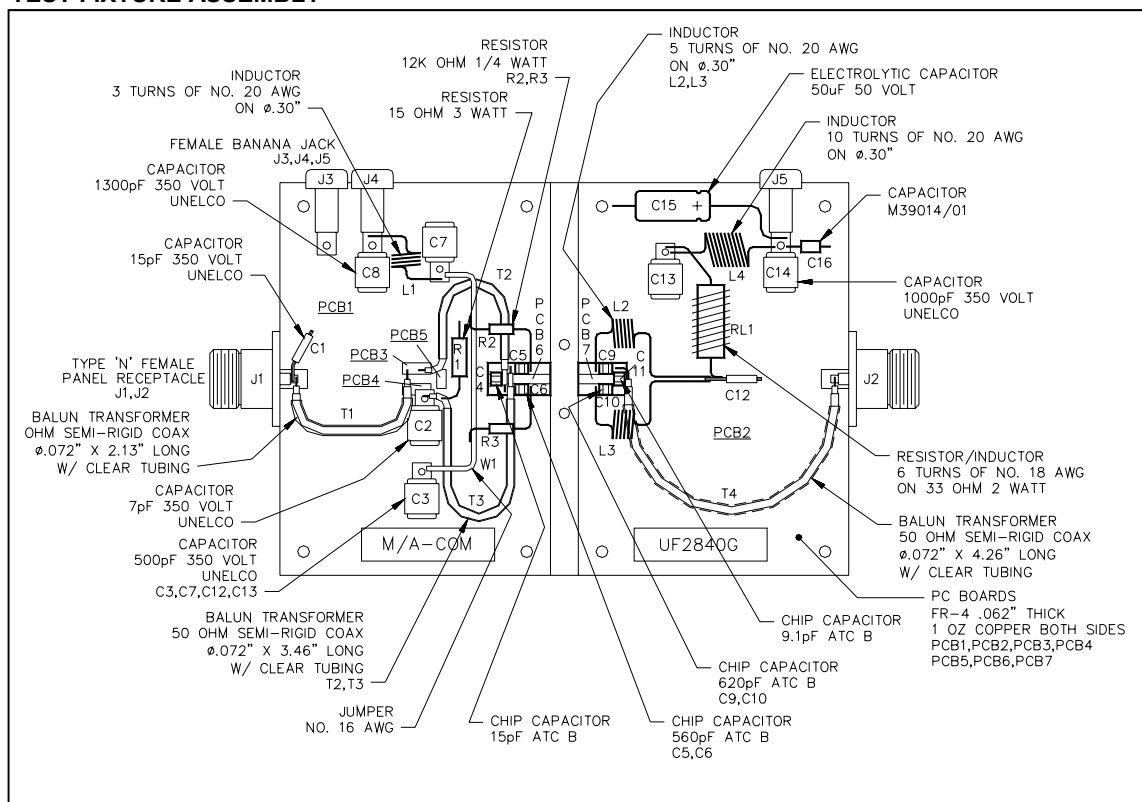 TEST FIXTURE ASSEMBLY
RESISTOR
12K OHM 1/4 WATT
R2,R3
INDUCTOR
3 TURNS OF NO. 20 AWG
ON ø.30"
RESISTOR
15 OHM 3 WATT
FEMALE BANANA JACK
J3,J4,J5
CAPACITOR
1300pF 350 VOLT
UNELCO
CAPACITOR
15pF 350 VOLT
UNELCO
TYPE 'N' FEMALE
PANEL RECEPTACLE
J1,J2
BALUN TRANSFORMER
OHM SEMI-RIGID COAX
ø.072" X 2.13" LONG
W/ CLEAR TUBING
CAPACITOR
7pF 350 VOLT
UNELCO
CAPACITOR
500pF 350 VOLT
UNELCO
C3,C7,C12,C13
BALUN TRANSFORMER
50 OHM SEMI-RIGID COAX
ø.072" X 3.46" LONG
W/ CLEAR TUBING
T2,T3
JUMPER
NO. 16 AWG
INDUCTOR
5 TURNS OF NO. 20 AWG
ON ø.30"
L2,L3
ELECTROLYTIC CAPACITOR
50uF 50 VOLT
INDUCTOR
10 TURNS OF NO. 20 AWG
ON ø.30"
CAPACITOR
M39014/01
CAPACITOR
1000pF 350 VOLT
UNELCO
RESISTOR/INDUCTOR
6 TURNS OF NO. 18 AWG
ON 33 OHM 2 WATT
BALUN TRANSFORMER
50 OHM SEMI-RIGID COAX
ø.072" X 4.26" LONG
W/ CLEAR TUBING
PC BOARDS
FR-4 .062" THICK
1 OZ COPPER BOTH SIDES
PCB1,PCB2,PCB3,PCB4
PCB5,PCB6,PCB7
CHIP CAPACITOR
9.1pF ATC B
CHIP CAPACITOR
620pF ATC B
C9,C10
CHIP CAPACITOR
560pF ATC B
C5,C6
CHIP CAPACITOR
15pF ATC B
J3
J4
C7
C8
L1
T2
PCB1
C1
PCB5
PCB3
PCB4
R1
R2
C5
PCB6
C4
C6
J1
T1
C2
R3
W1
C3
T3
M/A-COM
J5
C15
+
C13
L4
C14
C16
PCB7
L2
RL1
C9
C11
C10
C12
J2
L3
PCB2
T4
UF2840G